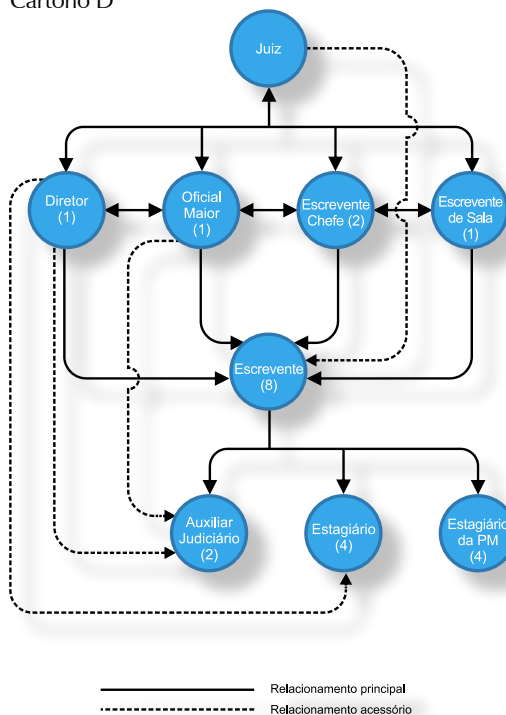 Cartório D
Juiz
Diretor
(1)
Oficial
Maior
(1)
Escrevente
Chefe (2)
Escrevente
de Sala
(1)
Escrevente
(8)
Auxiliar
Judiciário
(2)
Estagiário
(4)
Estagiário
da PM
(4)
Relacionamento principal
Relacionamento acessório